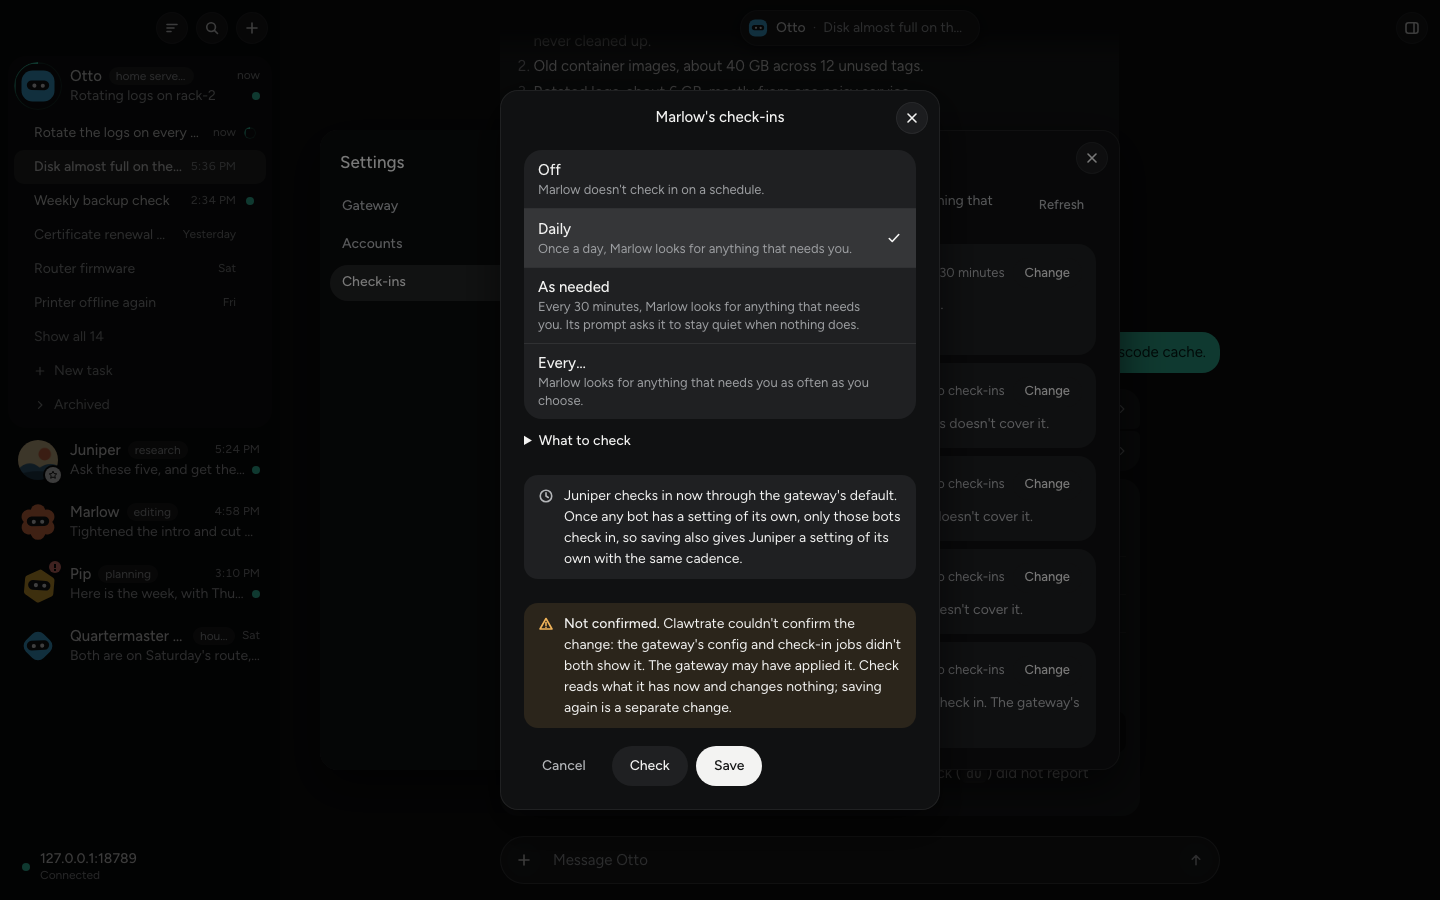 Otto
home serve...
now
Rotating logs on rack-2
Rotate the logs on every ...
now
Disk almost full on the...
5:36 PM
Weekly backup check
2:34 PM
Certificate renewal ...
Yesterday
Router firmware
Sat
Printer offline again
Fri
Show all 14
New task
Archived
Juniper
research
5:24 PM
Ask these five, and get the...
Marlow
editing
4:58 PM
Tightened the intro and cut ...
Pip
planning
3:10 PM
Here is the week, with Thu...
Quartermaster ...
hou...
Sat
Both are on Saturday's route,...
127.0.0.1:18789
Connected
Otto · Disk almost full on th...
never cleaned up.
2. Old container images, about 40 GB across 12 unused tags.
Settings
Gateway
Accounts
Check-ins
Marlow's check-ins
Off
Marlow doesn't check in on a schedule.
Daily
Once a day, Marlow looks for anything that needs you.
As needed
Every 30 minutes, Marlow looks for anything that needs
you. Its prompt asks it to stay quiet when nothing does.
Every...
Marlow looks for anything that needs you as often as you
choose.
What to check
Juniper checks in now through the gateway's default.
Once any bot has a setting of its own, only those bots
check in, so saving also gives Juniper a setting of its
own with the same cadence.
Not confirmed. Clawtrate couldn't confirm the
change: the gateway's config and check-in jobs didn't
both show it. The gateway may have applied it. Check
reads what it has now and changes nothing; saving
again is a separate change.
Cancel
Check
Save
hing that
Refresh
30 minutes
Change
scode cache.
o check-ins
Change
s doesn't cover it.
o check-ins
Change
doesn't cover it.
o check-ins
Change
esn't cover it.
o check-ins
Change
heck in. The gateway's
ck (`du`) did not report
Message Otto